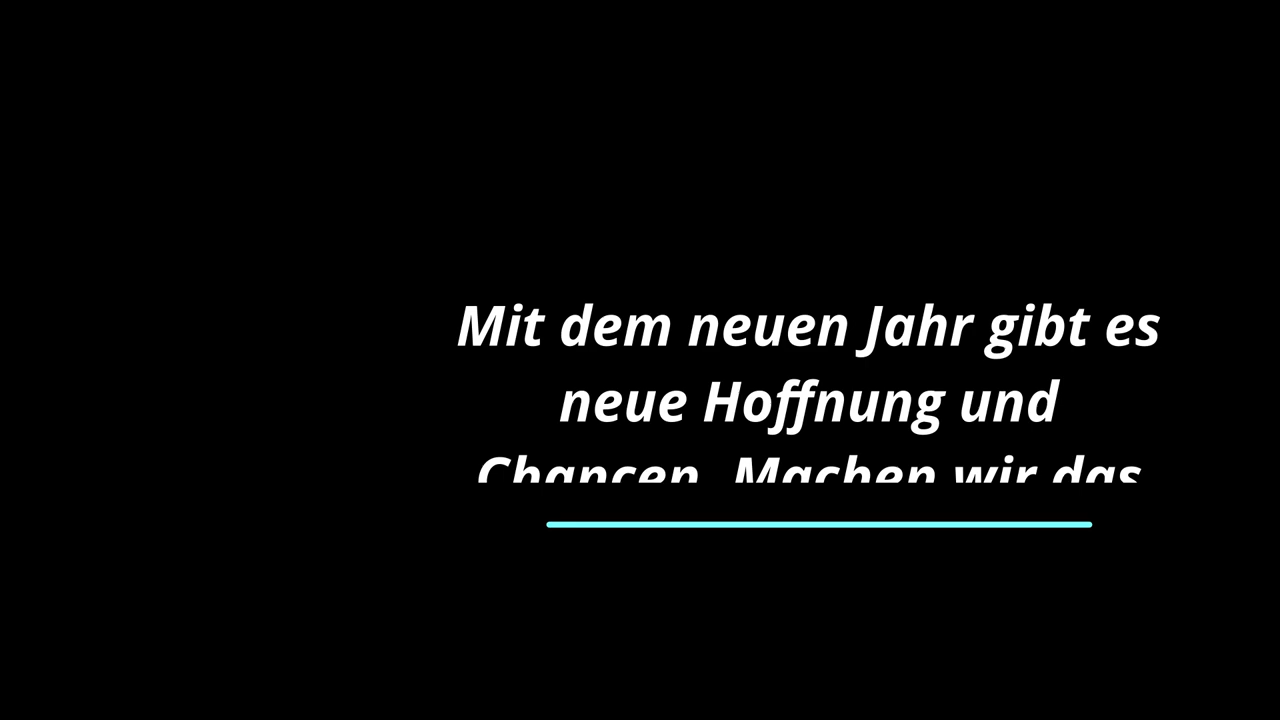 Mit dem neuen Jahr gibt es
neue Hoffnung und
Chancen. Machen wir das